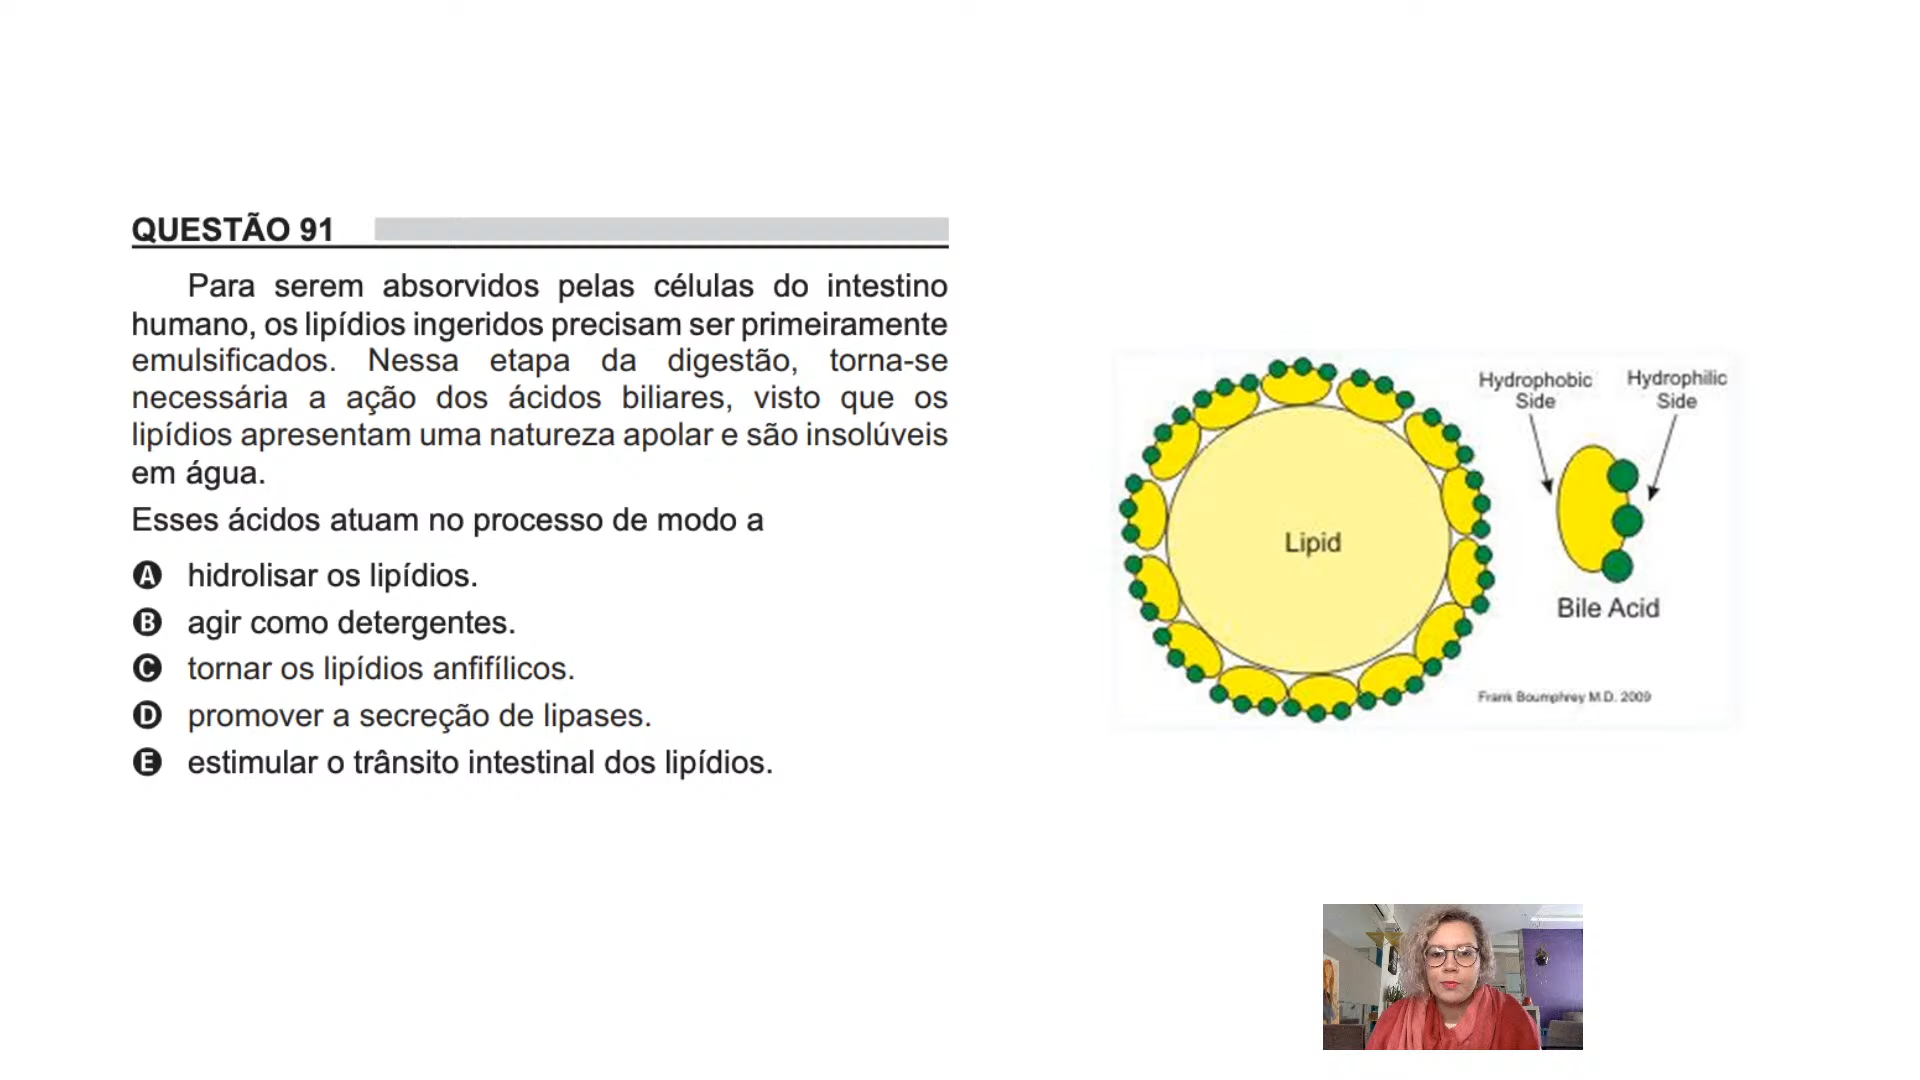 QUESTÃO 91
Para serem absorvidos pelas células do intestino
humano, os lipídios ingeridos precisam ser primeiramente
emulsificados. Nessa etapa da digestão, torna-se
necessária a ação dos ácidos biliares, visto que os
lipídios apresentam uma natureza apolar e são insolúveis
em água.
Esses ácidos atuam no processo de modo a
A hidrolisar os lipídios.
B agir como detergentes.
C tornar os lipídios anfifílicos.
D promover a secreção de lipases.
E estimular o trânsito intestinal dos lipídios.
Hydrophobic
Side
Hydrophilic
Side
Lipid
Bile Acid
Frank Boumphrey M.D. 2009